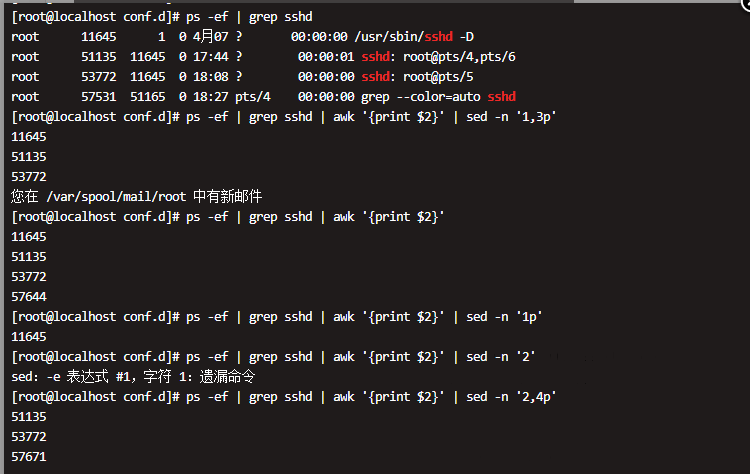 [root@localhost conf.d]# ps -ef | grep sshd
root      11645      1  0 4月07 ?       00:00:00 /usr/sbin/sshd -D
root      51135  11645  0 17:44 ?        00:00:01 sshd: root@pts/4,pts/6
root      53772  11645  0 18:08 ?        00:00:00 sshd: root@pts/5
root      57531  51165  0 18:27 pts/4    00:00:00 grep --color=auto sshd
[root@localhost conf.d]# ps -ef | grep sshd | awk '{print $2}' | sed -n '1,3p'
11645
51135
53772
您在 /var/spool/mail/root 中有新邮件
[root@localhost conf.d]# ps -ef | grep sshd | awk '{print $2}'
11645
51135
53772
57644
[root@localhost conf.d]# ps -ef | grep sshd | awk '{print $2}' | sed -n '1p'
11645
[root@localhost conf.d]# ps -ef | grep sshd | awk '{print $2}' | sed -n '2'
sed：-e 表达式 #1，字符 1：遗漏命令
[root@localhost conf.d]# ps -ef | grep sshd | awk '{print $2}' | sed -n '2,4p'
51135
53772
57671